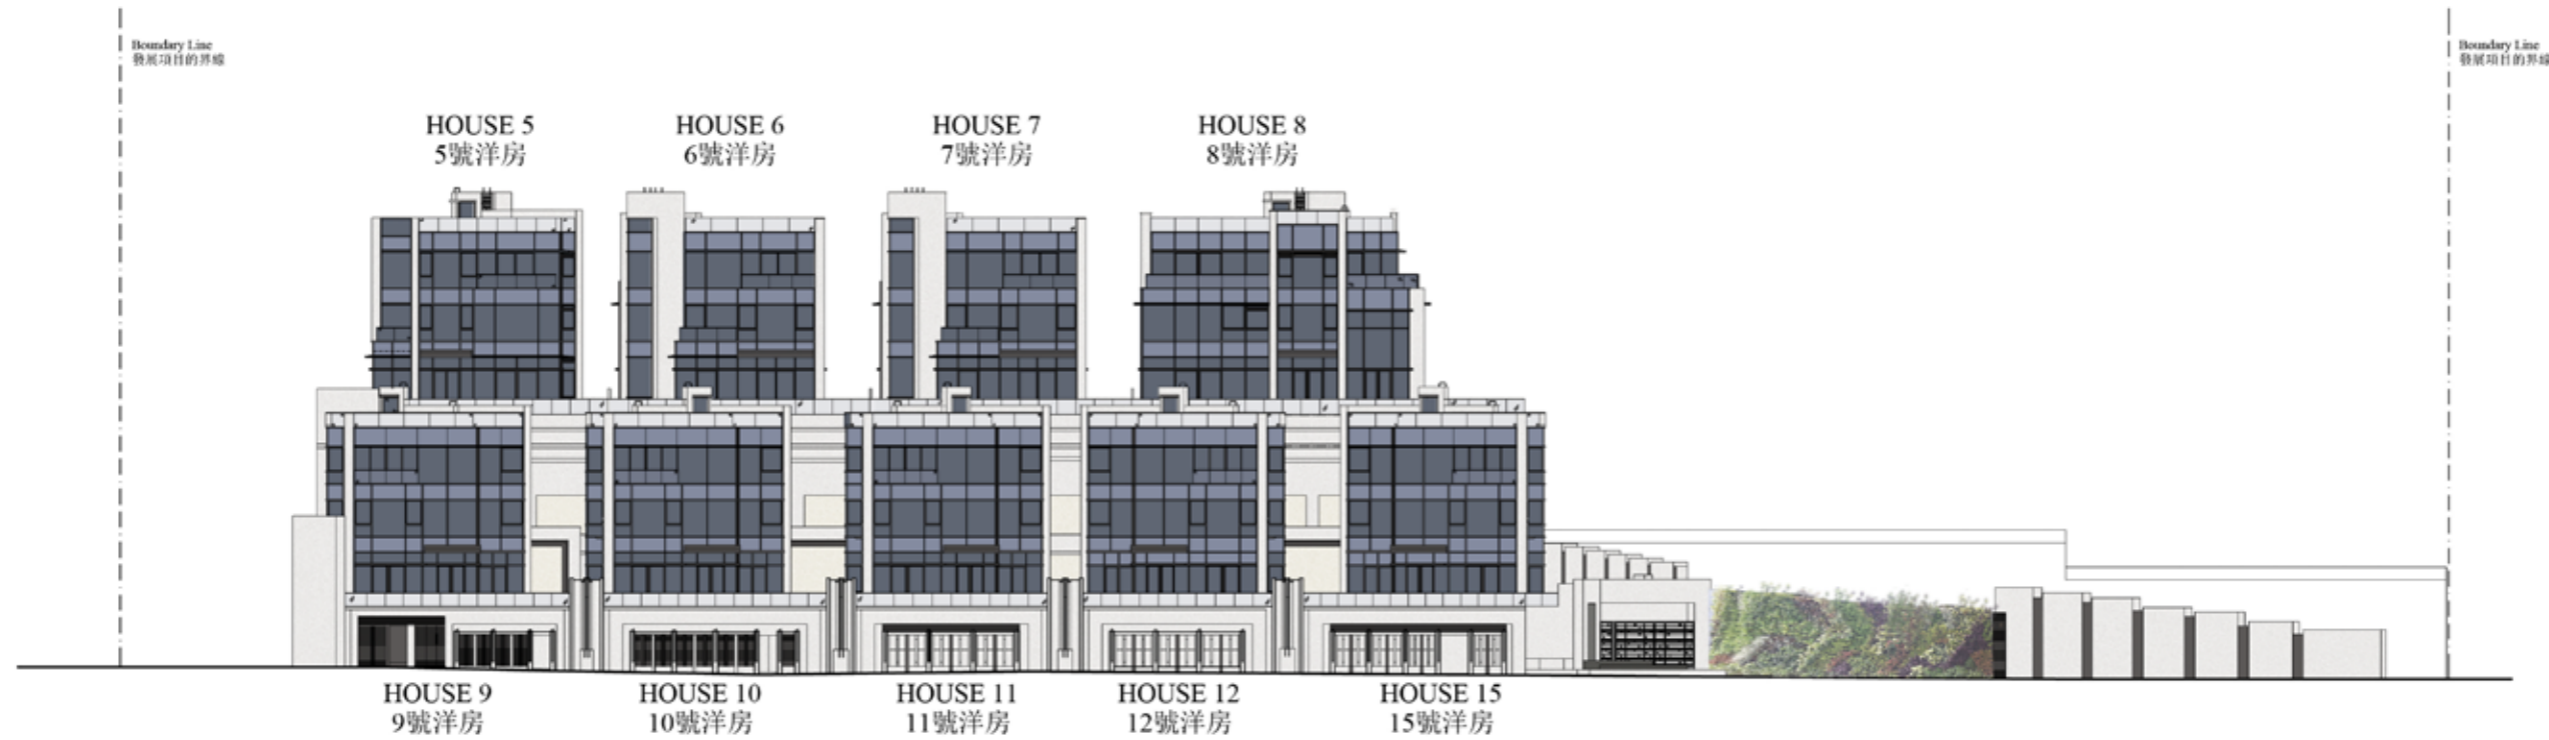 Boundary Line
發展項目的界線
Boundary Line
發展項目的界線
HOUSE 5
5號洋房
HOUSE 6
6號洋房
HOUSE 7
7號洋房
HOUSE 8
8號洋房
HOUSE 9
9號洋房
HOUSE 10
10號洋房
HOUSE 11
11號洋房
HOUSE 12
12號洋房
HOUSE 15
15號洋房